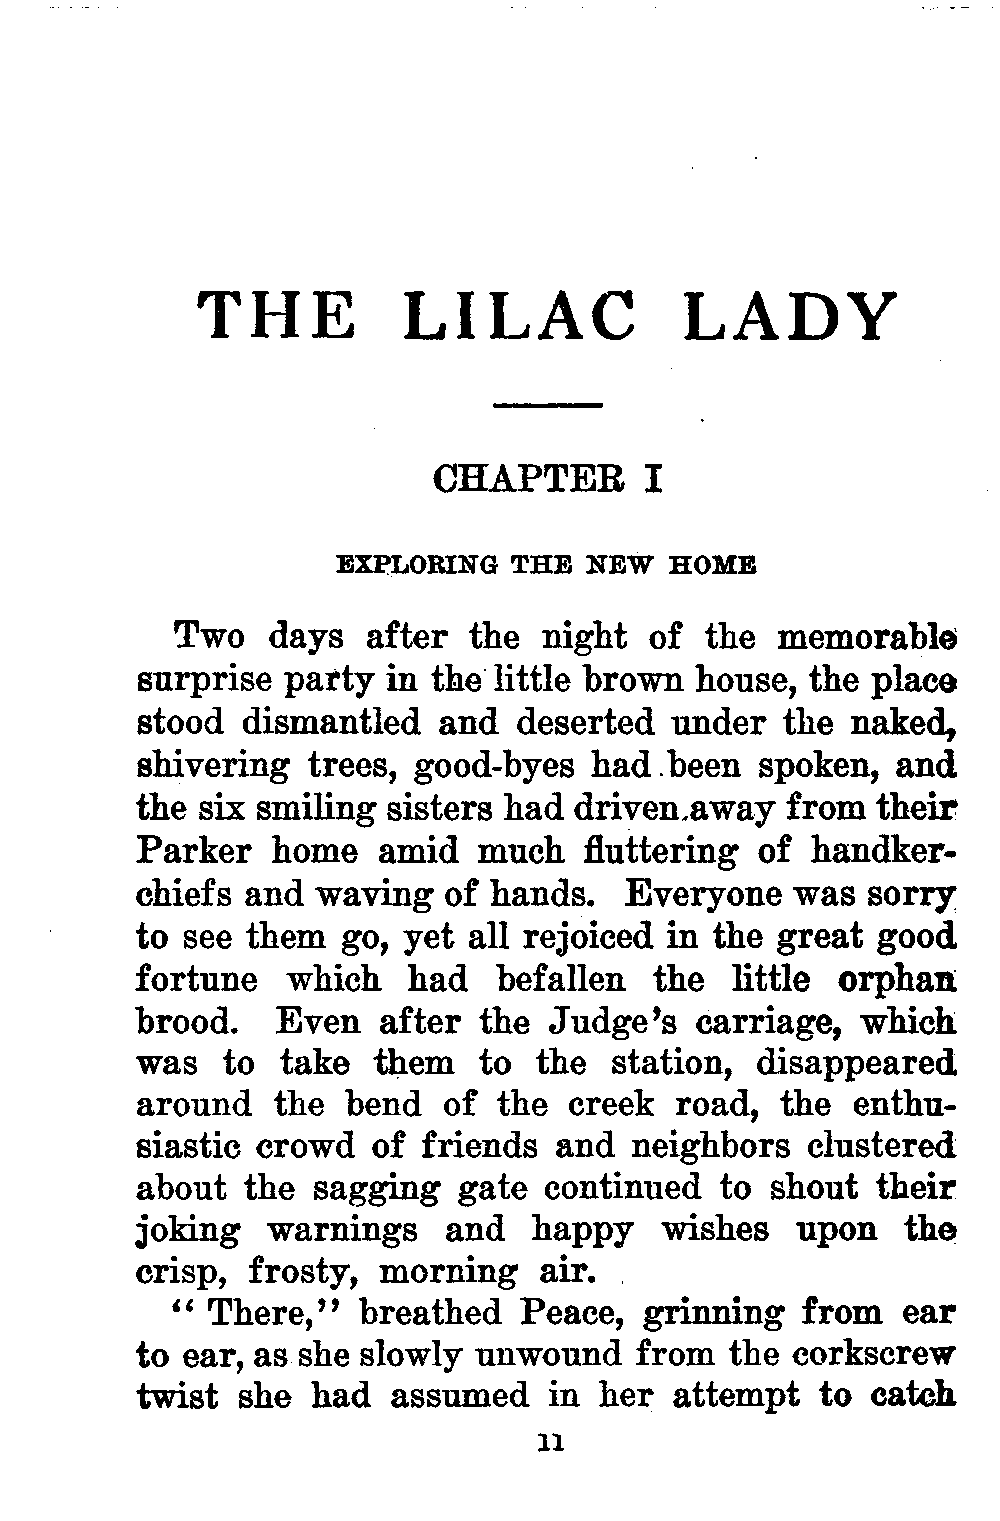 THE LILAC LADY
CHAPTER I
EXPLORING THE NEW HOME
Two days after the night of the memorable
surprise party in the little brown house, the place
stood dismantled and deserted under the naked,
shivering trees, good-byes had been spoken, and
the six smiling sisters had driven away from their
Parker home amid much fluttering of handker-
chiefs and waving of hands. Everyone was sorry
to see them go, yet all rejoiced in the great good
fortune which had befallen the little orphan
brood. Even after the Judge's carriage, which
was to take them to the station, disappeared
around the bend of the creek road, the enthu-
siastic crowd of friends and neighbors clustered
about the sagging gate continued to shout their
joking warnings and happy wishes upon the
crisp, frosty, morning air.
“ There,” breathed Peace, grinning from ear
to ear, as she slowly unwound from the corkscrew
twist she had assumed in her attempt to catch
11